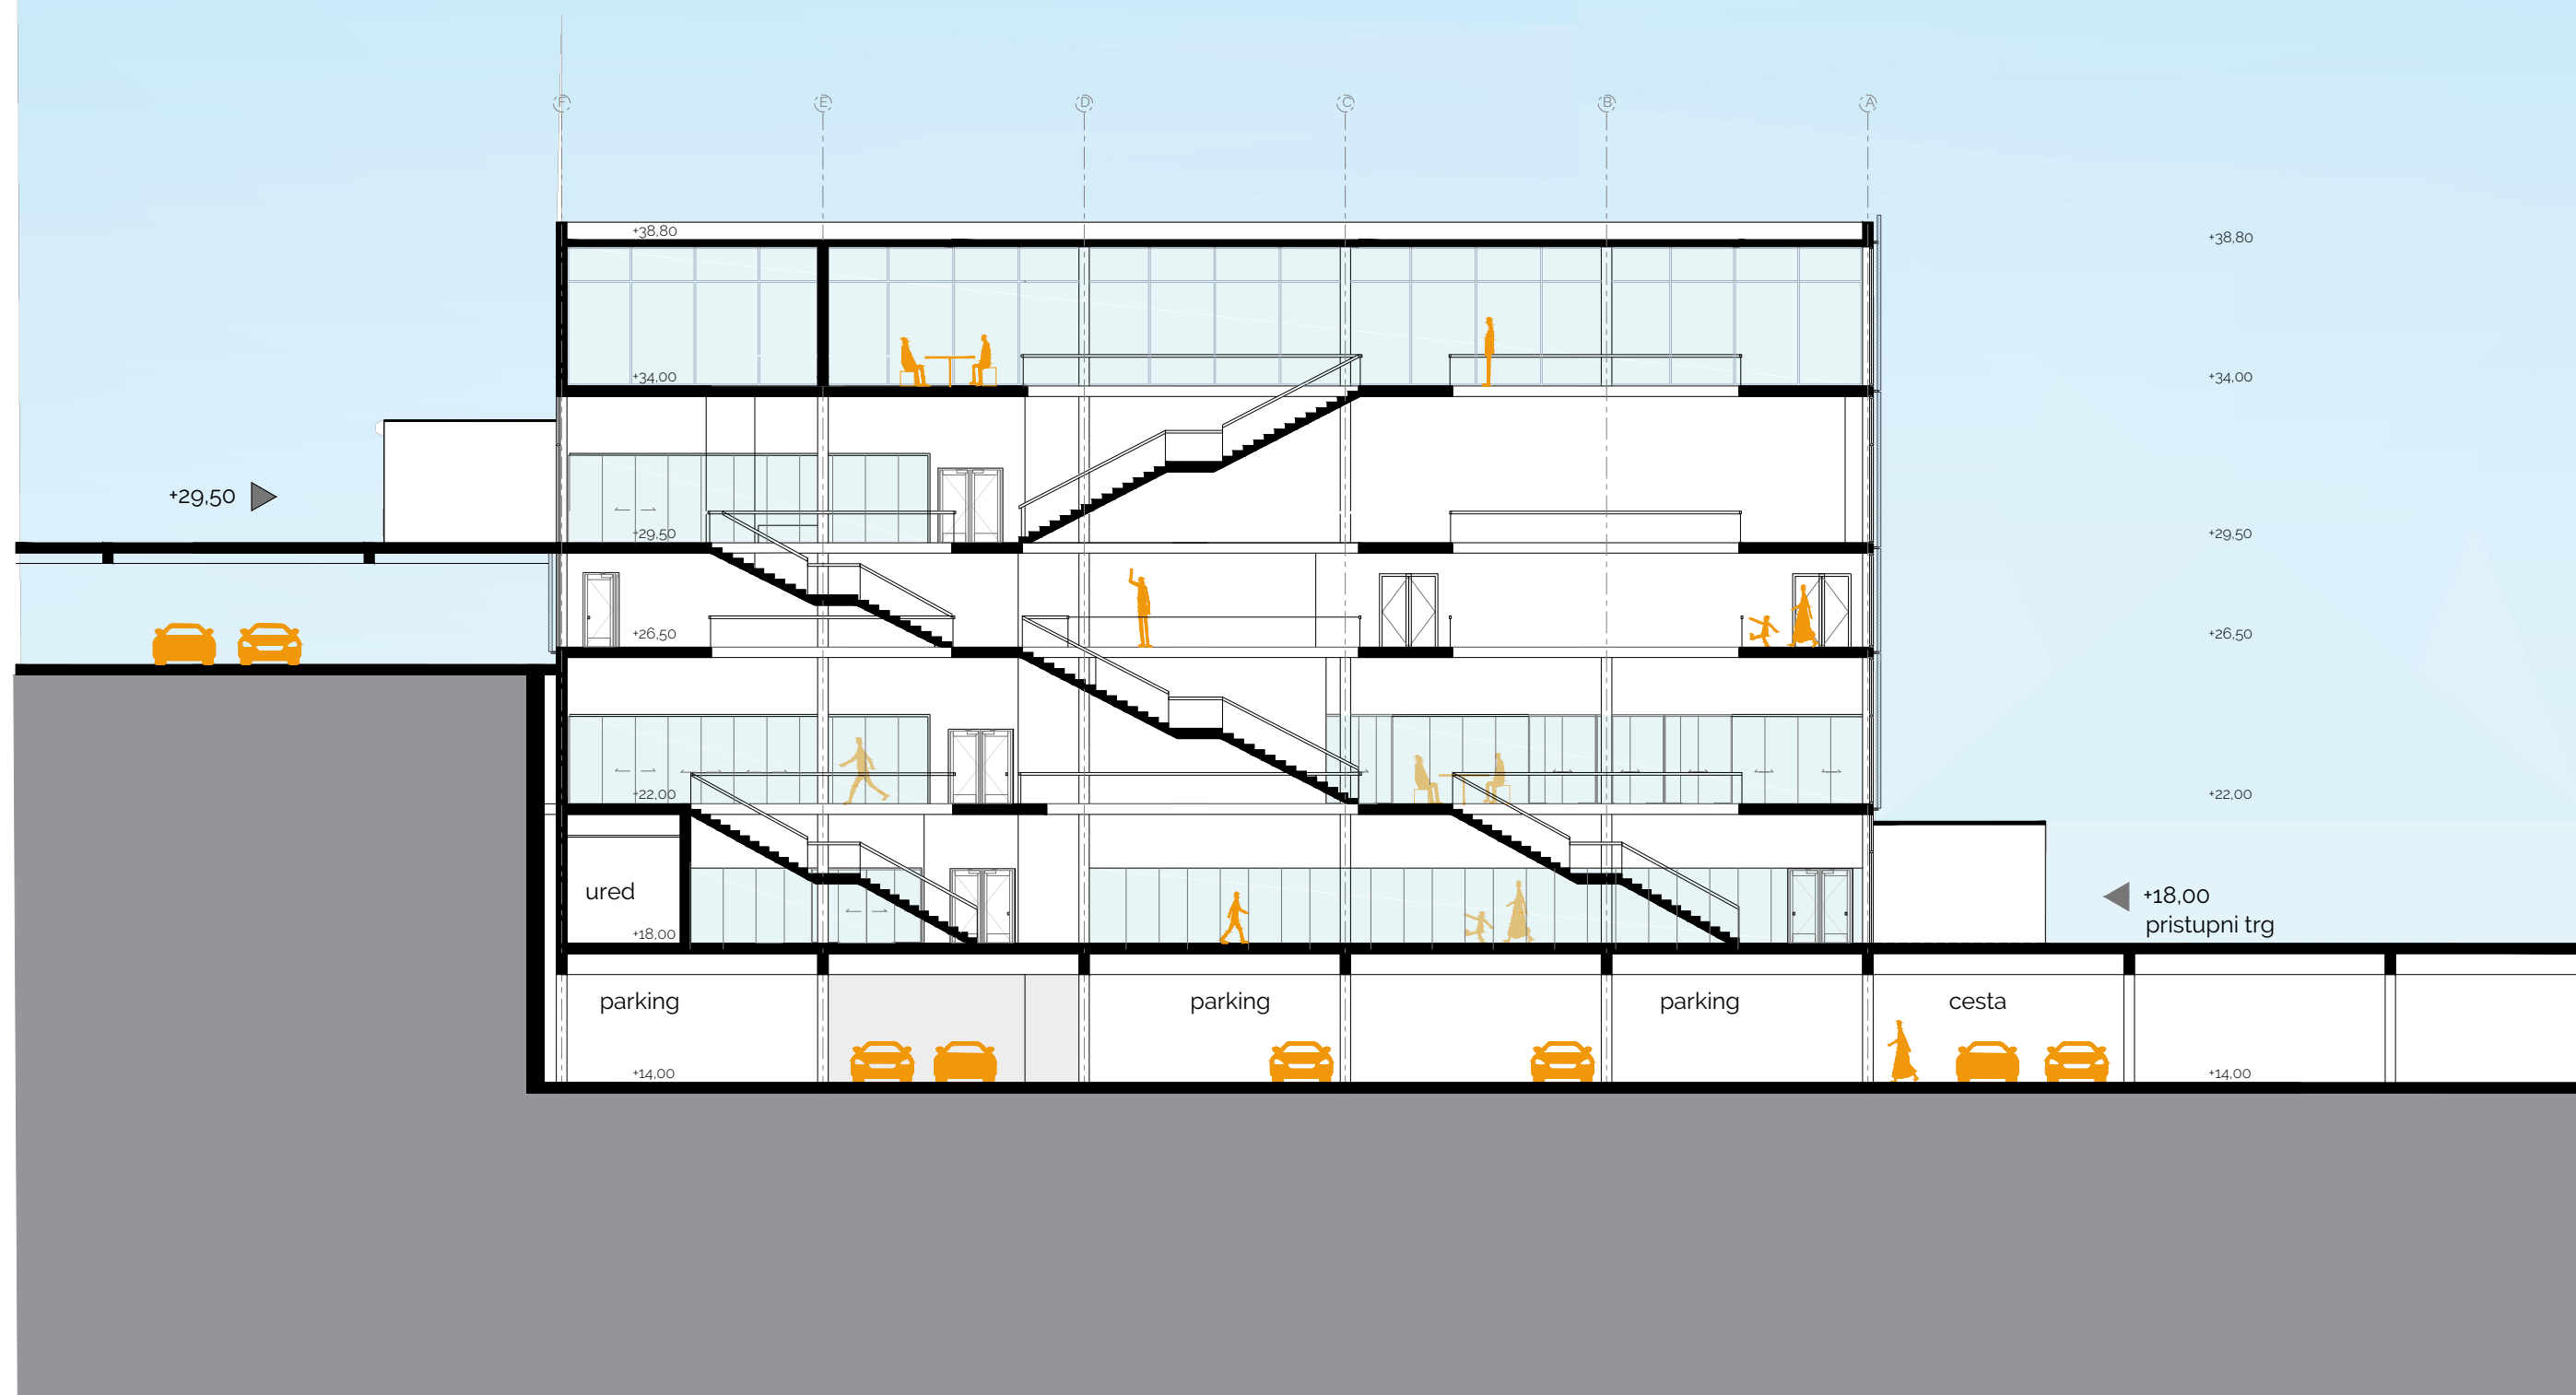 F E D C B A
+38,80 +38,80
+34,00 +34,00
+29,50
+29,50 +29,50
+26,50 +26,50
+22,00 +22,00
ured
+18,00
+18,00
pristupni trg
parking parking parking cesta
+14,00 +14,00